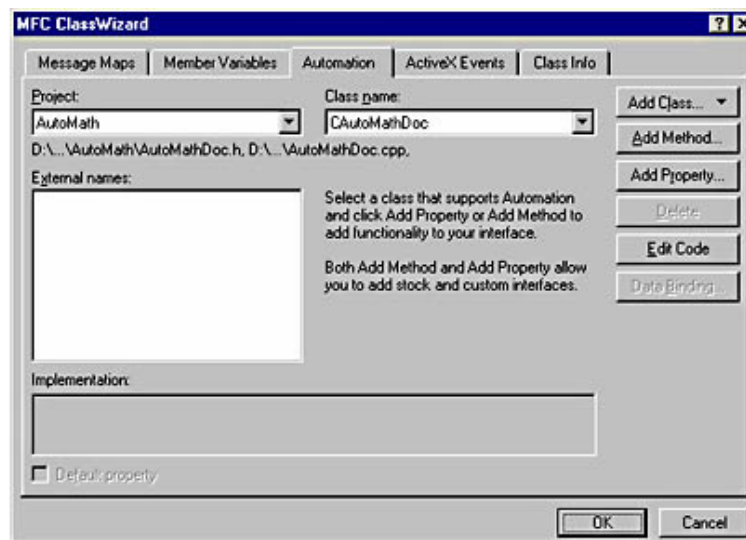 MFC ClassWizard
Message Maps
Member Variables
Automation
ActiveX Events
Class Info
Project:
Class name:
Add Class...
AutoMath
CAutoMathDoc
Add Method...
D:\...\AutoMath\AutoMathDoc.h, D:\...\AutoMathDoc.cpp,
External names:
Add Property...
Select a class that supports Automation
and click Add Property or Add Method to
add functionality to your interface.
Delete
Edit Code
Both Add Method and Add Property allow
you to add stock and custom interfaces.
Data Binding...
Implementation:
Default property
OK
Cancel